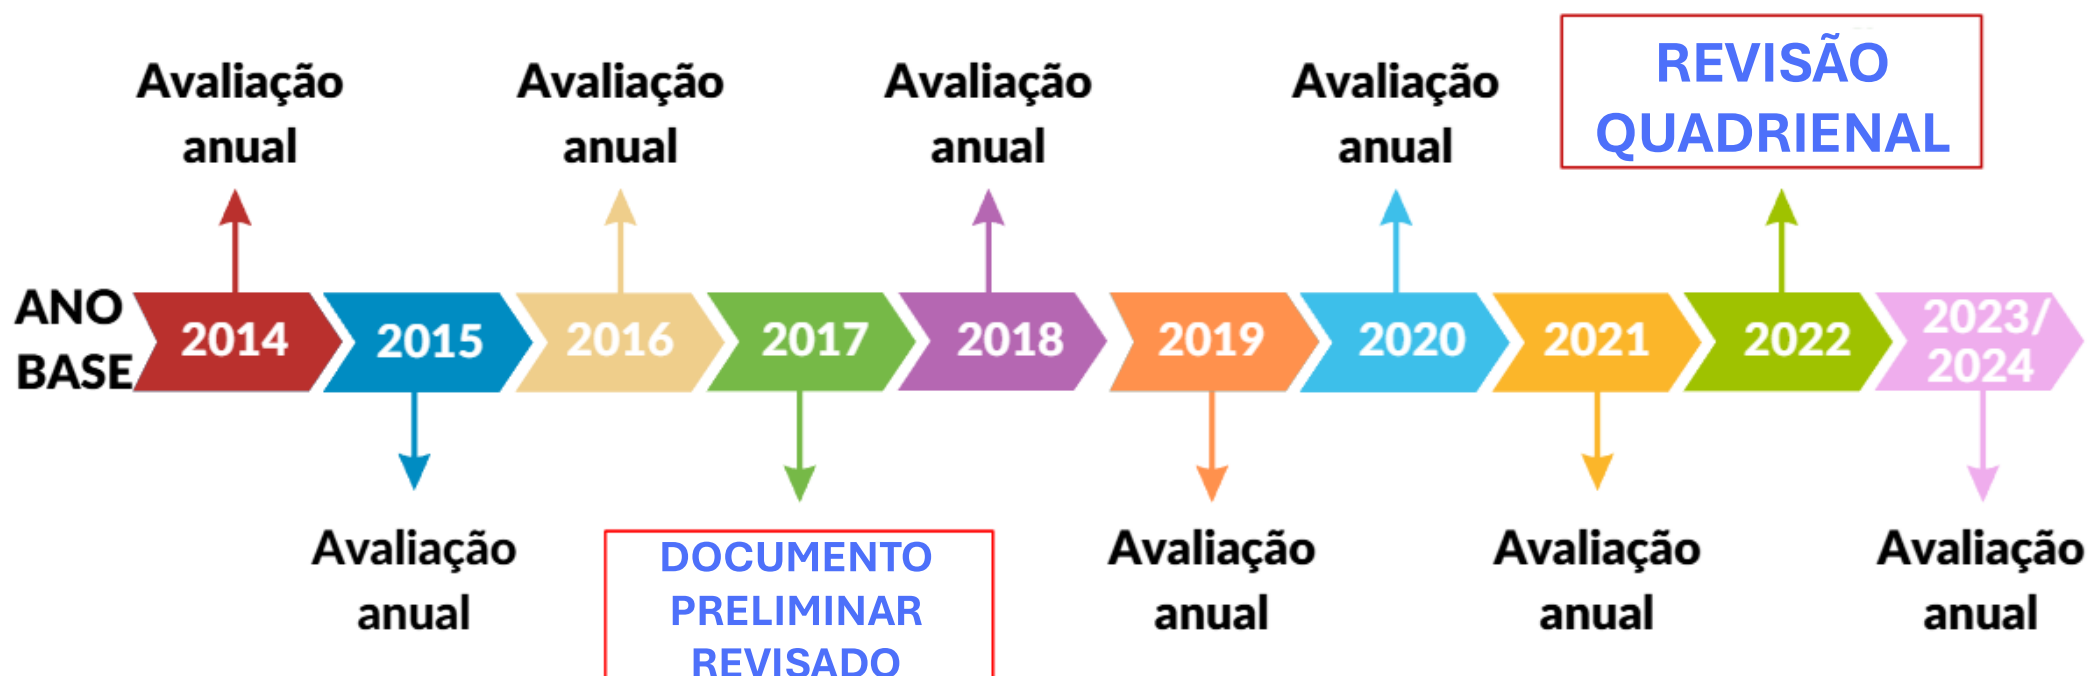 Avaliação
anual
Avaliação
anual
Avaliação
anual
Avaliação
anual
REVISÃO
QUADRIENAL
ANO
BASE
2014
2015
2016
2017
2018
2019
2020
2021
2022
2023/
2024
Avaliação
anual
DOCUMENTO
PRELIMINAR
REVISADO
Avaliação
anual
Avaliação
anual
Avaliação
anual